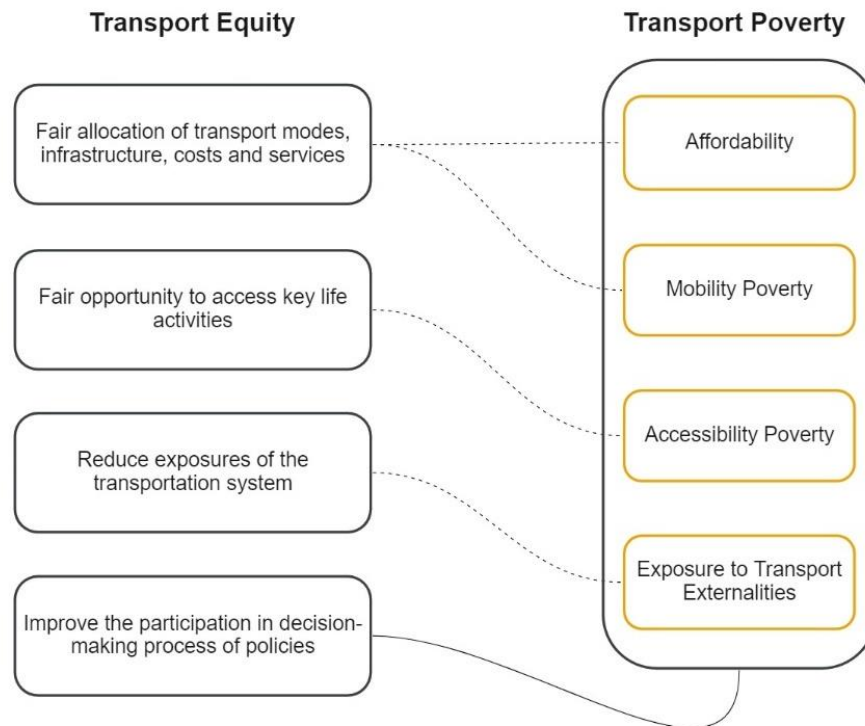 Transport Equity
Transport Poverty
Fair allocation of transport modes,
infrastructure, costs and services
Affordability
Fair opportunity to access key life
activities
Mobility Poverty
Reduce exposures of the
transportation system
Accessibility Poverty
Improve the participation in decision-
making process of policies
Exposure to Transport
Externalities